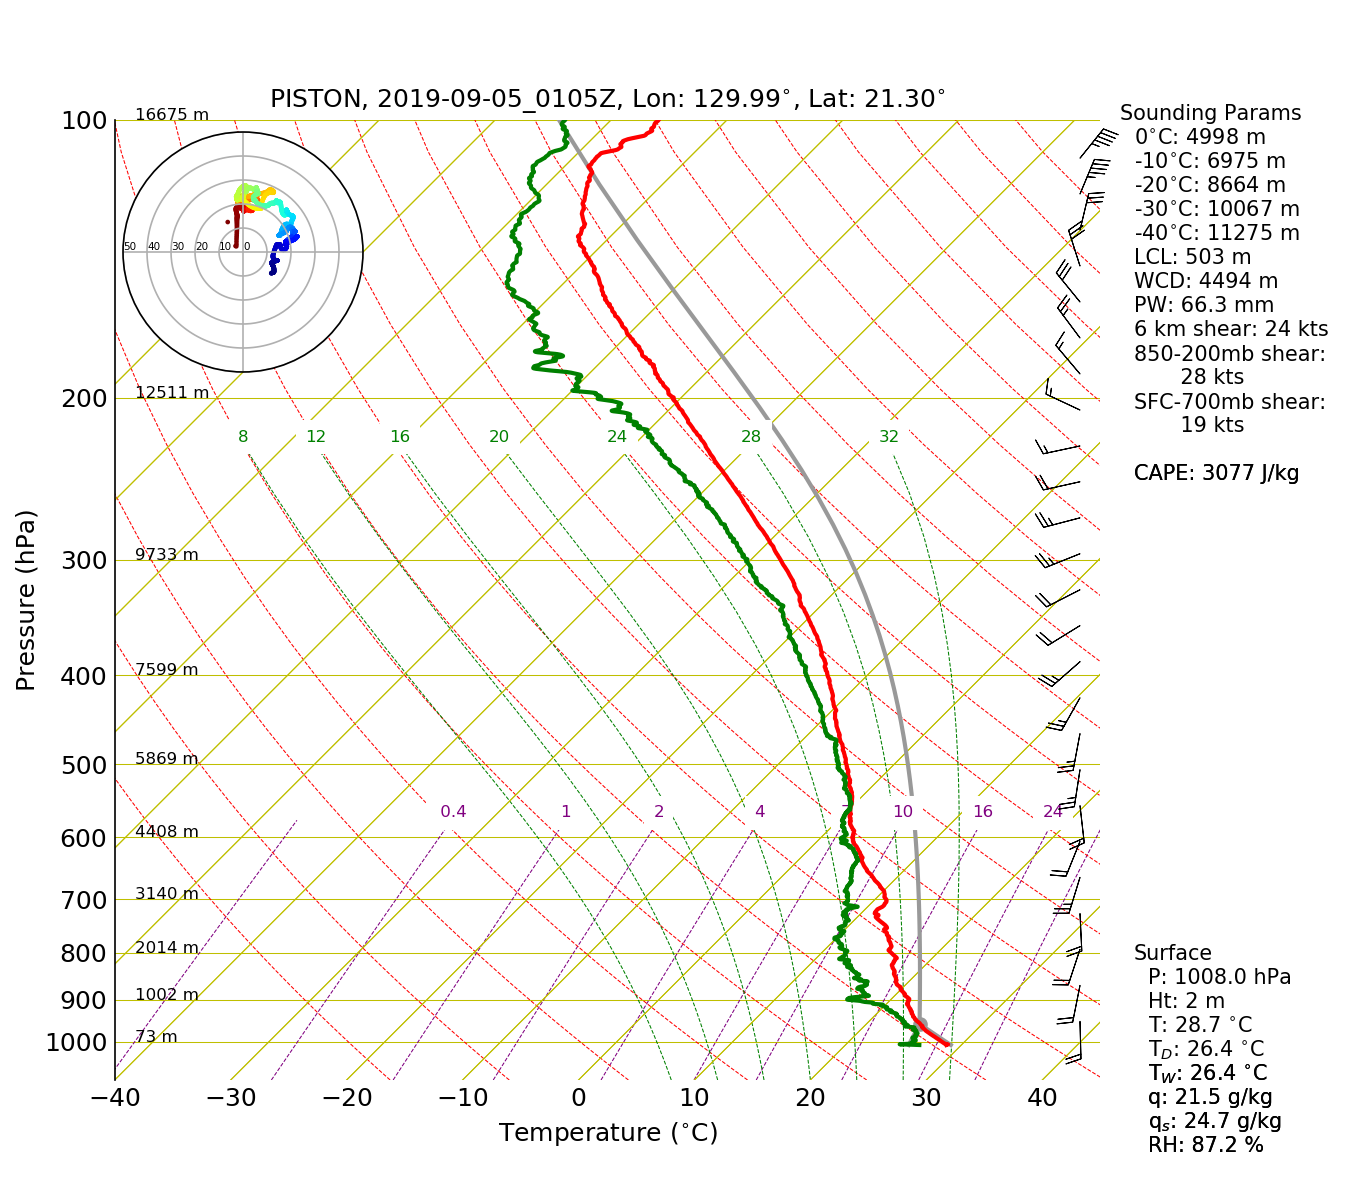 PISTON, 2019-09-05_0105Z, Lon: 129.99°, Lat: 21.30°
Pressure (hPa)
100
200
300
400
500
600
700
800
900
1000
16675 m
12511 m
9733 m
7599 m
5869 m
4408 m
3140 m
2014 m
1002 m
73 m
50 40 30 20 10 0
8 12 16 20 24 28 32
0.4 1 2 4 7 10 16 24
−40 −30 −20 −10 0 10 20 30 40
Temperature (°C)
Sounding Params
0°C: 4998 m
-10°C: 6975 m
-20°C: 8664 m
-30°C: 10067 m
-40°C: 11275 m
LCL: 503 m
WCD: 4494 m
PW: 66.3 mm
6 km shear: 24 kts
850-200mb shear:
28 kts
SFC-700mb shear:
19 kts
CAPE: 3077 J/kg
Surface
P: 1008.0 hPa
Ht: 2 m
T: 28.7 °C
T_D: 26.4 °C
T_W: 26.4 °C
q: 21.5 g/kg
q_s: 24.7 g/kg
RH: 87.2 %